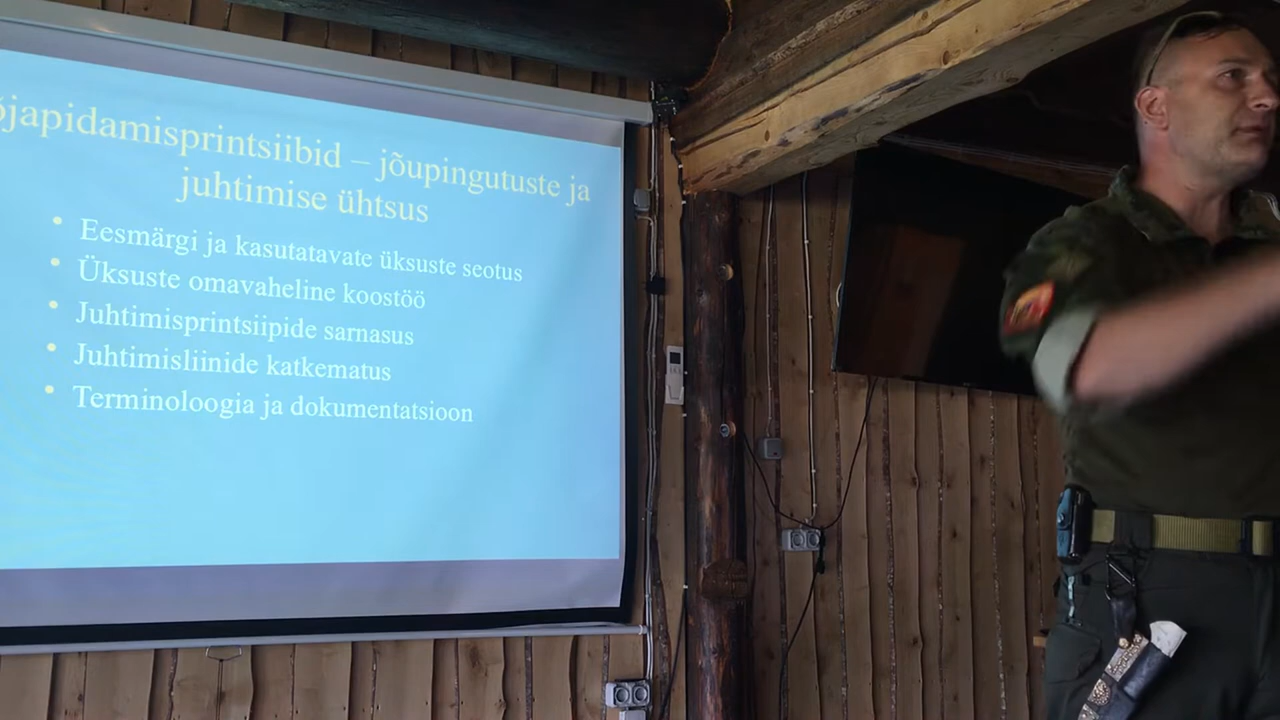 õjapidamisprintsiibid – jõupingutuste ja
juhtimise ühtsus
• Eesmärgi ja kasutatavate üksuste seotus
• Üksuste omavaheline koostöö
• Juhtimisprintsiipide sarnasus
• Juhtimisliinide katkematus
• Terminoloogia ja dokumentatsioon